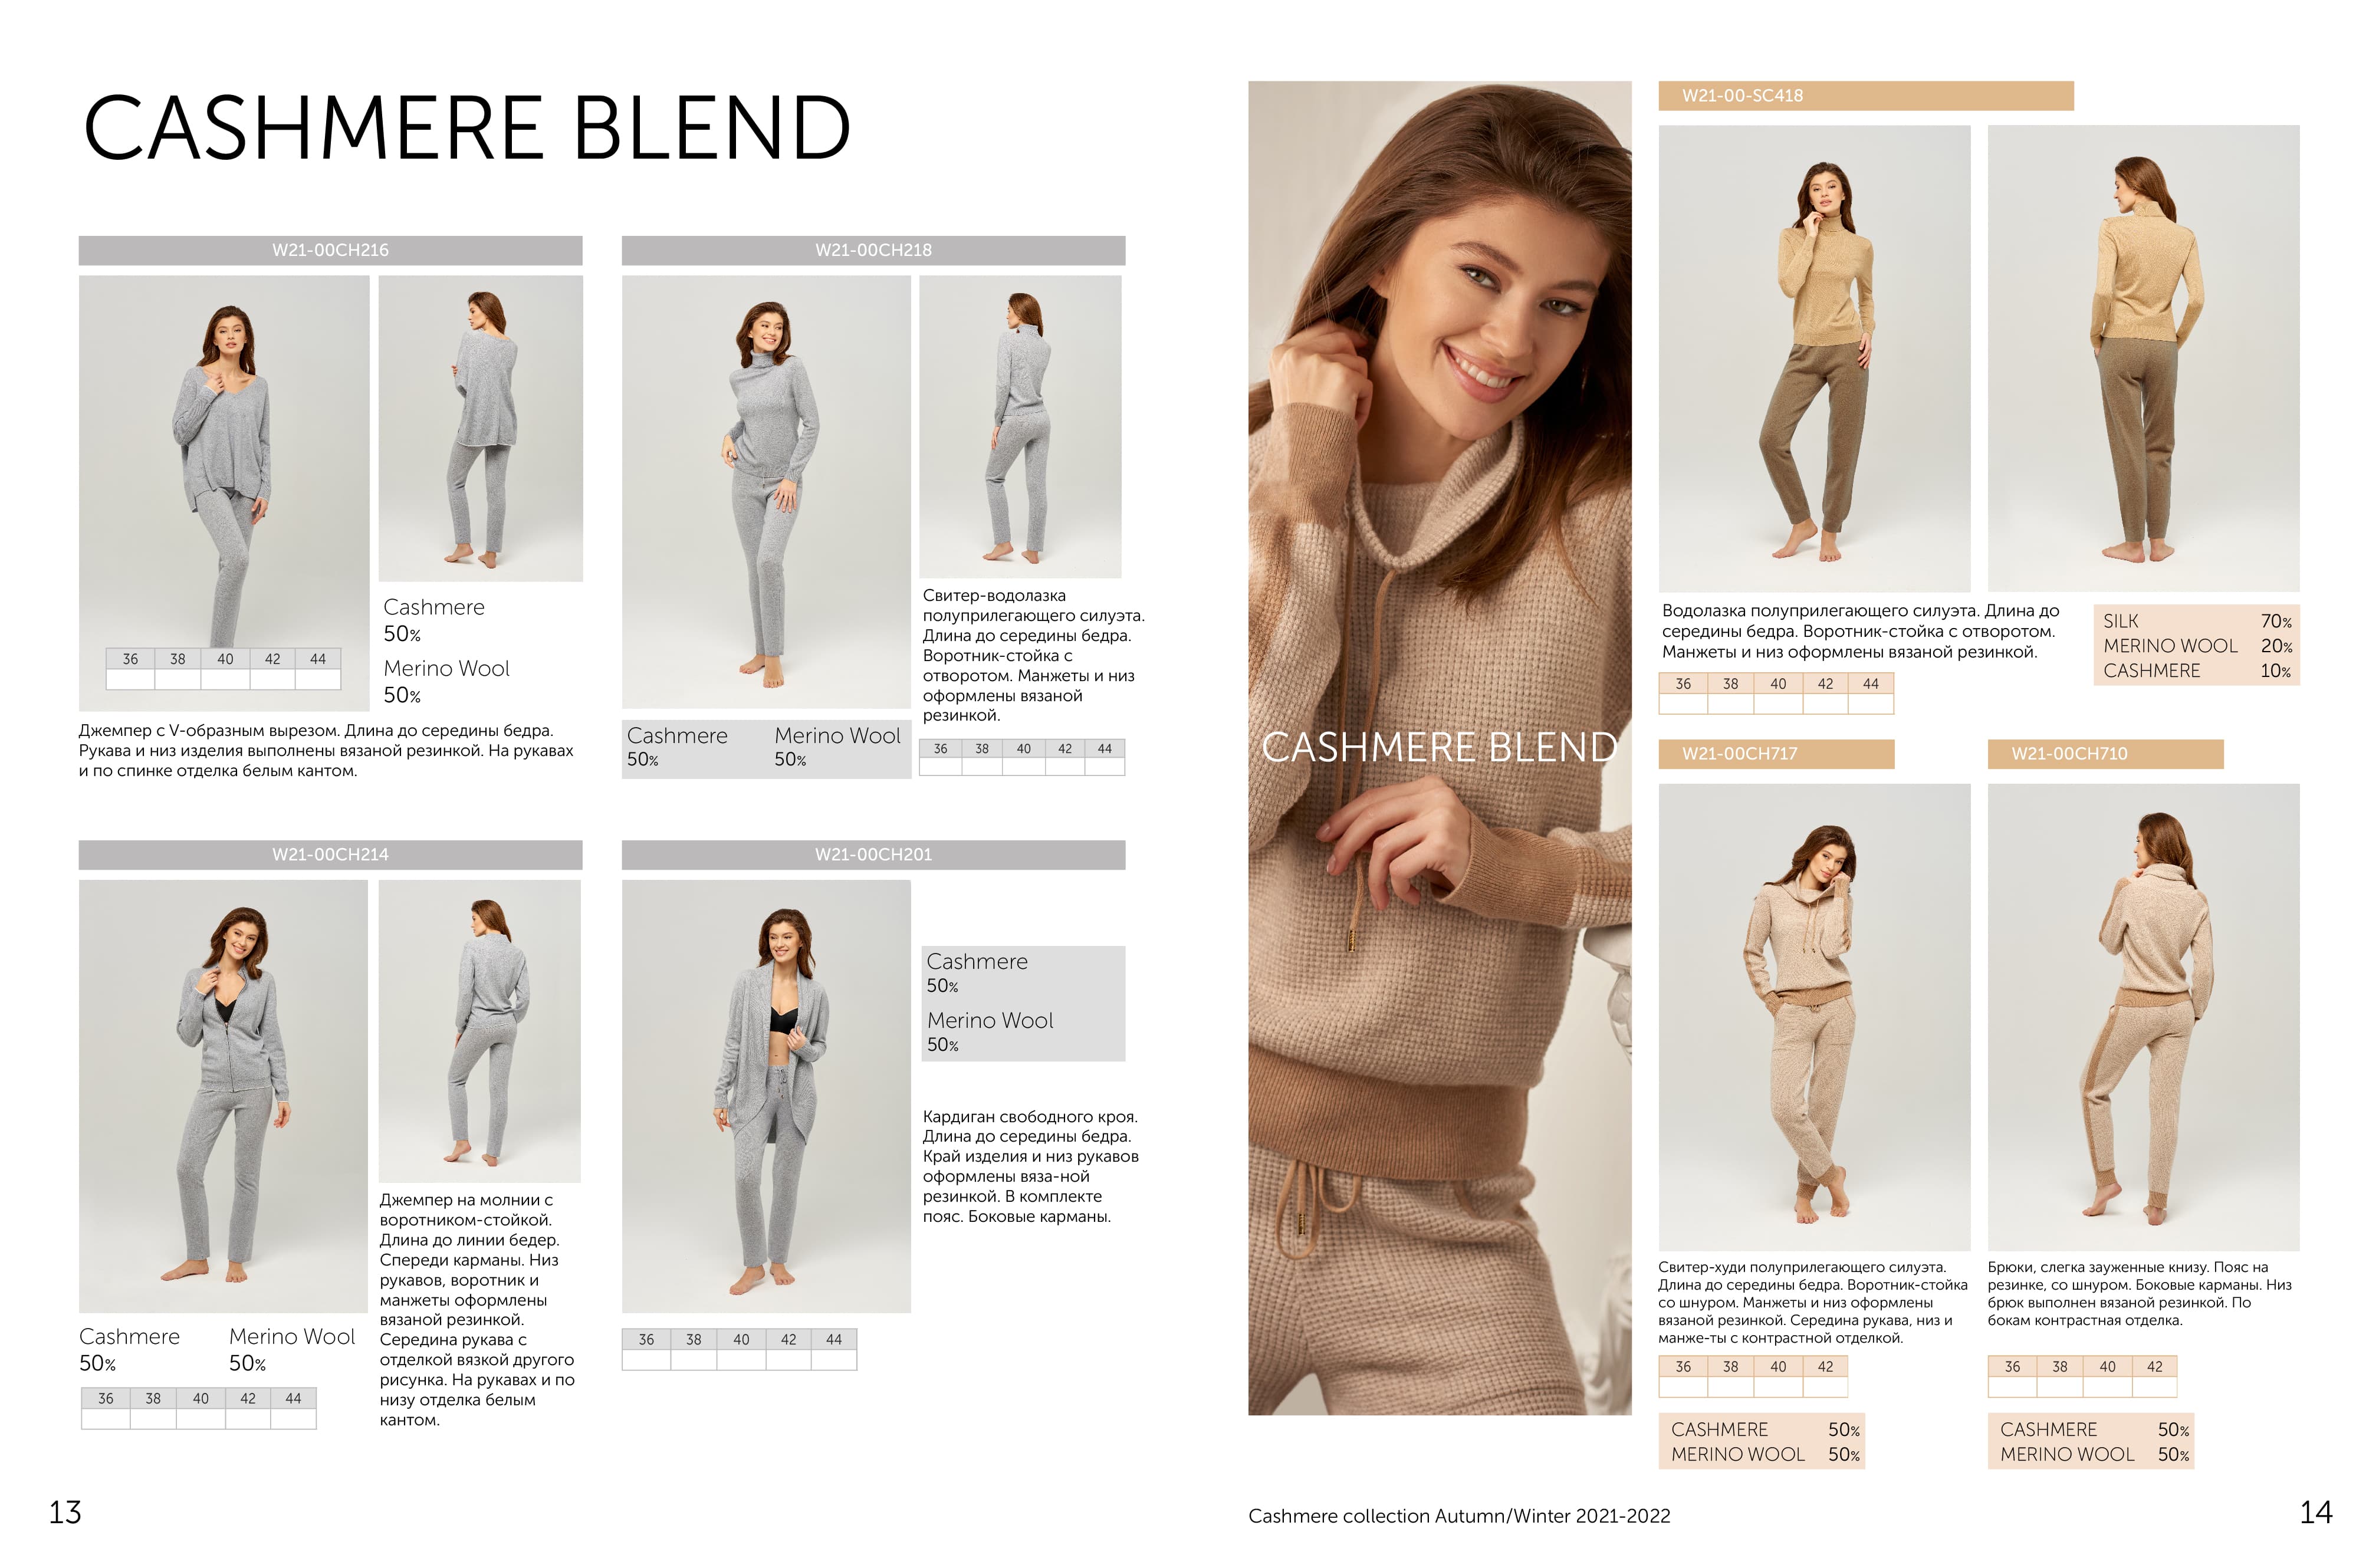 CASHMERE BLEND
W21-00CH216
36 38 40 42 44
Cashmere
50%
Merino Wool
50%
Джемпер с V-образным вырезом. Длина до середины бедра.
Рукава и низ изделия выполнены вязаной резинкой. На рукавах
и по спинке отделка белым кантом.
W21-00CH218
Свитер-водолазка
полуприлегающего силуэта.
Длина до середины бедра.
Воротник-стойка с
отворотом. Манжеты и низ
оформлены вязаной
резинкой.
Cashmere Merino Wool
50% 50%
36 38 40 42 44
W21-00CH214
Джемпер на молнии с
воротником-стойкой.
Длина до линии бедер.
Спереди карманы. Низ
рукавов, воротник и
манжеты оформлены
вязаной резинкой.
Середина рукава с
отделкой вязкой другого
рисунка. На рукавах и по
низу отделка белым
кантом.
Cashmere Merino Wool
50% 50%
36 38 40 42 44
W21-00CH201
Cashmere
50%
Merino Wool
50%
Кардиган свободного кроя.
Длина до середины бедра.
Край изделия и низ рукавов
оформлены вяза-ной
резинкой. В комплекте
пояс. Боковые карманы.
36 38 40 42 44
13
CASHMERE BLEND
W21-00-SC418
Водолазка полуприлегающего силуэта. Длина до
середины бедра. Воротник-стойка с отворотом.
Манжеты и низ оформлены вязаной резинкой.
SILK 70%
MERINO WOOL 20%
CASHMERE 10%
36 38 40 42 44
W21-00CH717
Свитер-худи полуприлегающего силуэта.
Длина до середины бедра. Воротник-стойка
со шнуром. Манжеты и низ оформлены
вязаной резинкой. Середина рукава, низ и
манже-ты с контрастной отделкой.
36 38 40 42
CASHMERE 50%
MERINO WOOL 50%
W21-00CH710
Брюки, слегка зауженные книзу. Пояс на
резинке, со шнуром. Боковые карманы. Низ
брюк выполнен вязаной резинкой. По
бокам контрастная отделка.
36 38 40 42
CASHMERE 50%
MERINO WOOL 50%
Cashmere collection Autumn/Winter 2021-2022
14